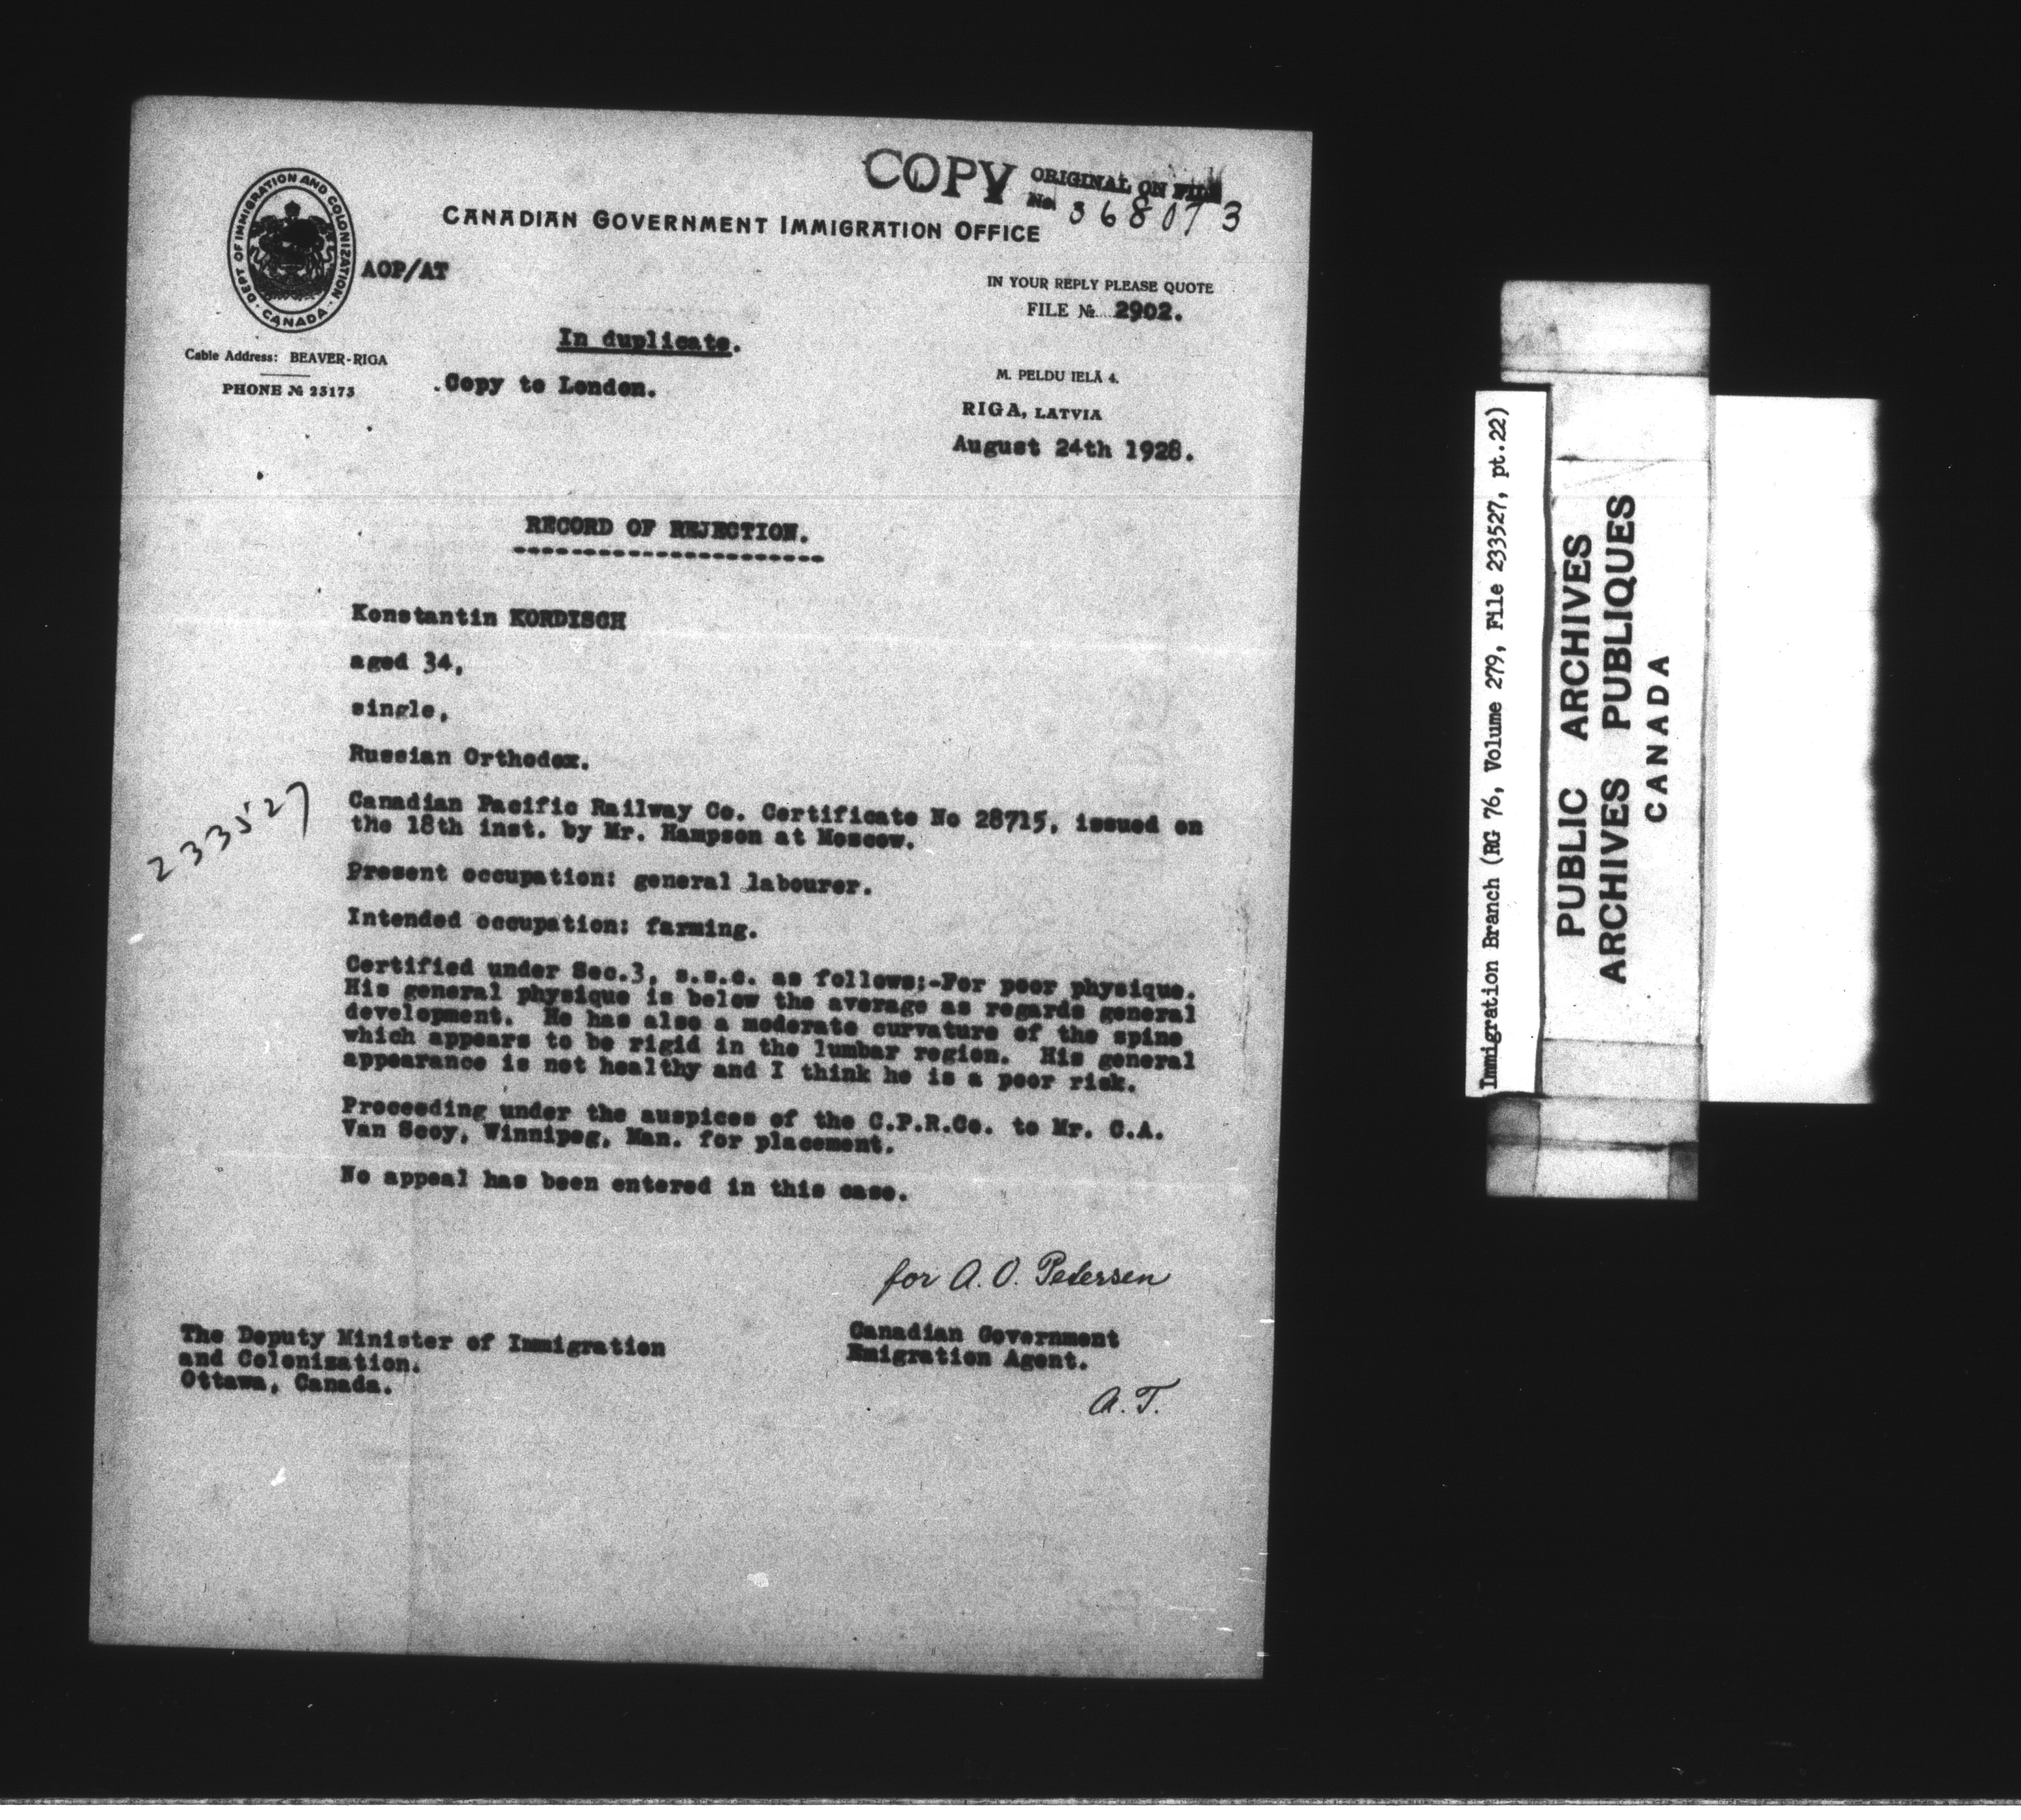 COPY ORIGINAL ON FILE
No. 368073
CANADIAN GOVERNMENT IMMIGRATION OFFICE
DEPT OF IMMIGRATION AND COLONIZATION · CANADA ·
AOP/AT
IN YOUR REPLY PLEASE QUOTE
FILE № 2902.
In duplicate.
Cable Address: BEAVER-RIGA
PHONE № 23173
.Copy to London.
M. PELDU IELĀ 4.
RIGA, LATVIA
August 24th 1928.
RECORD OF REJECTION.
Konstantin KORDISCH
aged 34,
single,
Russian Orthodox.
233527
Canadian Pacific Railway Co. Certificate No 28715, issued on
the 18th inst. by Mr. Hampson at Moscow.
Present occupation: general labourer.
Intended occupation: farming.
Certified under Sec.3, s.s.c. as follows:-For poor physique.
His general physique is below the average as regards general
development. He has also a moderate curvature of the spine
which appears to be rigid in the lumbar region. His general
appearance is not healthy and I think he is a poor risk.
Proceeding under the auspices of the C.P.R.Co. to Mr. C.A.
Van Scoy, Winnipeg, Man. for placement.
No appeal has been entered in this case.
for A. O. Petersen
Canadian Government
Emigration Agent.
A. T.
The Deputy Minister of Immigration
and Colonization.
Ottawa, Canada.
Immigration Branch (RG 76, Volume 279, File 233527, pt.22)
PUBLIC ARCHIVES
ARCHIVES PUBLIQUES
CANADA